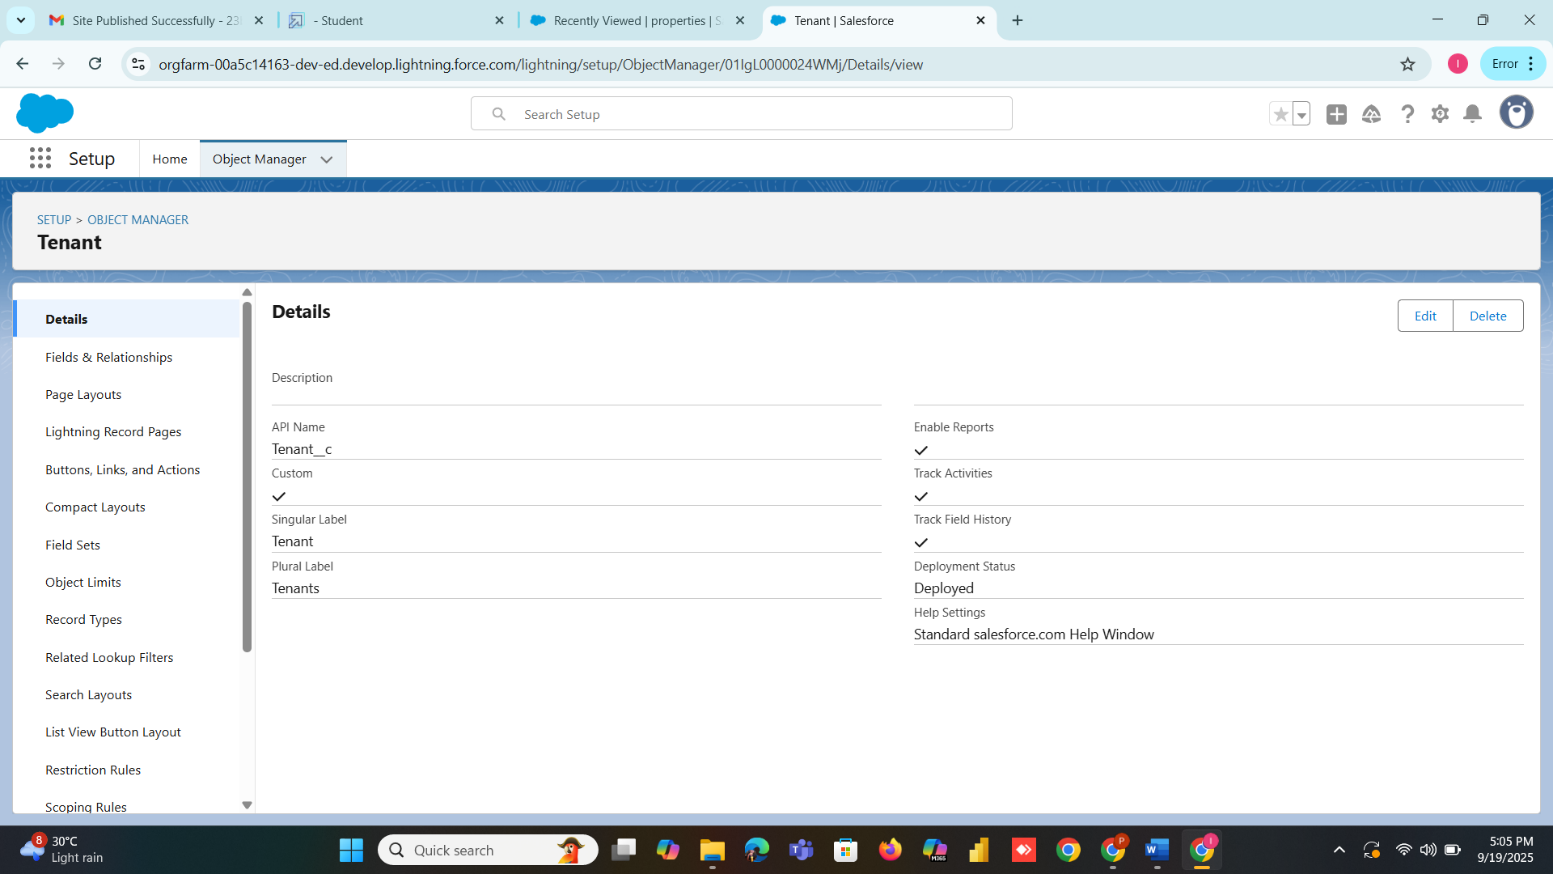 Site Published Successfully - 23
- Student
Recently Viewed | properties | S
Tenant | Salesforce
orgfarm-00a5c14163-dev-ed.develop.lightning.force.com/lightning/setup/ObjectManager/01IgL0000024WMj/Details/view
I
Error
Search Setup
Setup
Home
Object Manager
SETUP > OBJECT MANAGER
Tenant
Details
Fields & Relationships
Page Layouts
Lightning Record Pages
Buttons, Links, and Actions
Compact Layouts
Field Sets
Object Limits
Record Types
Related Lookup Filters
Search Layouts
List View Button Layout
Restriction Rules
Scoping Rules
Details
Edit
Delete
Description
API Name
Tenant__c
Custom
Singular Label
Tenant
Plural Label
Tenants
Enable Reports
Track Activities
Track Field History
Deployment Status
Deployed
Help Settings
Standard salesforce.com Help Window
8
30°C
Light rain
Quick search
M365
P
I
5:05 PM
9/19/2025